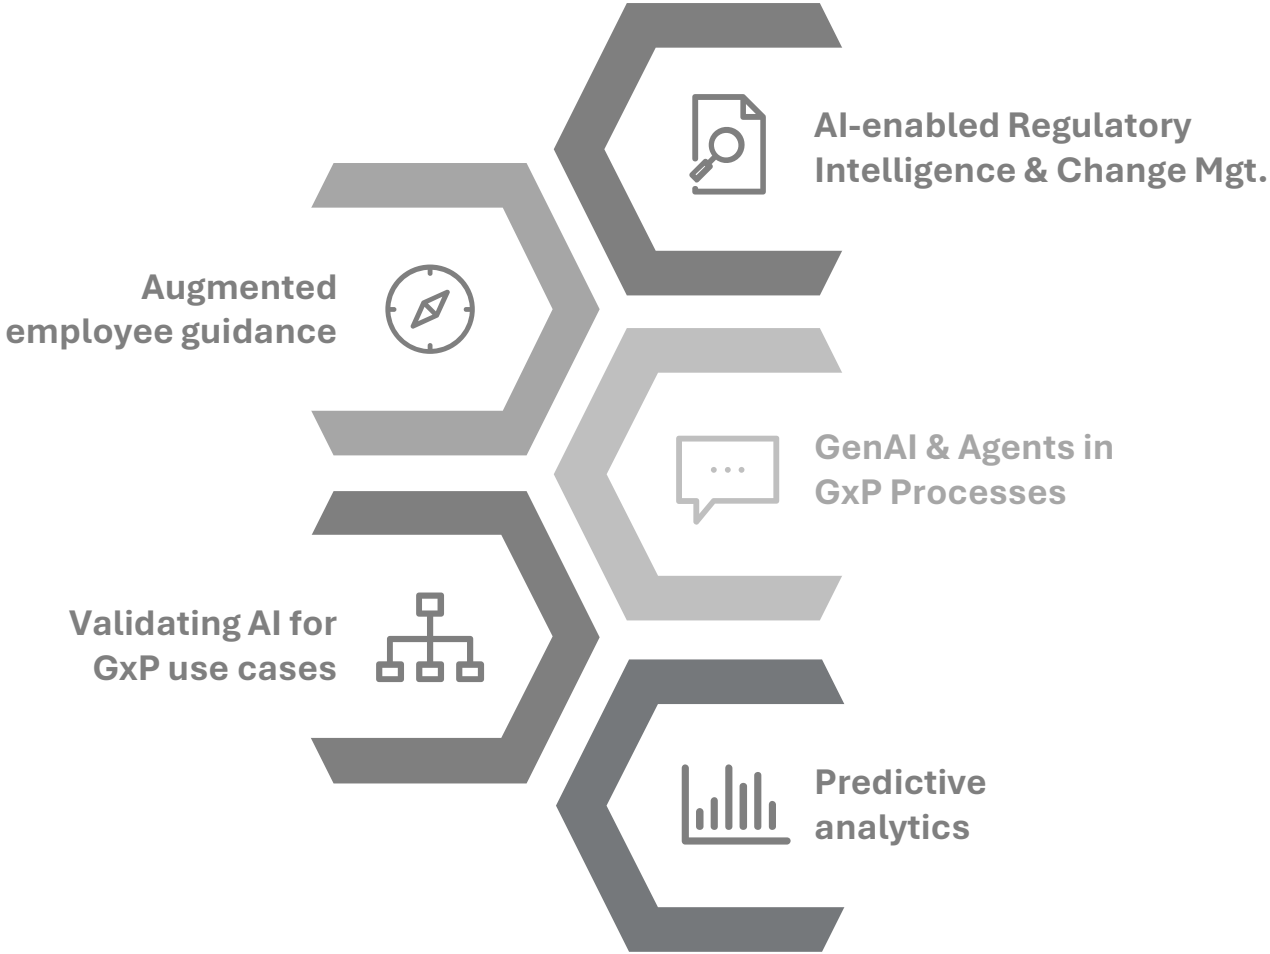 AI-enabled Regulatory
Intelligence & Change Mgt.
Augmented
employee guidance
GenAI & Agents in
GxP Processes
Validating AI for
GxP use cases
Predictive
analytics